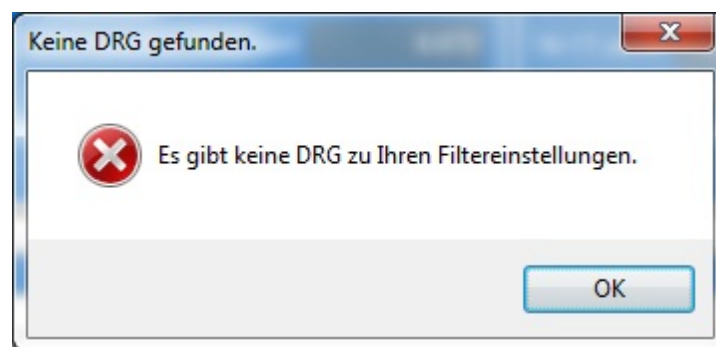 Keine DRG gefunden.
Es gibt keine DRG zu Ihren Filtereinstellungen.
OK